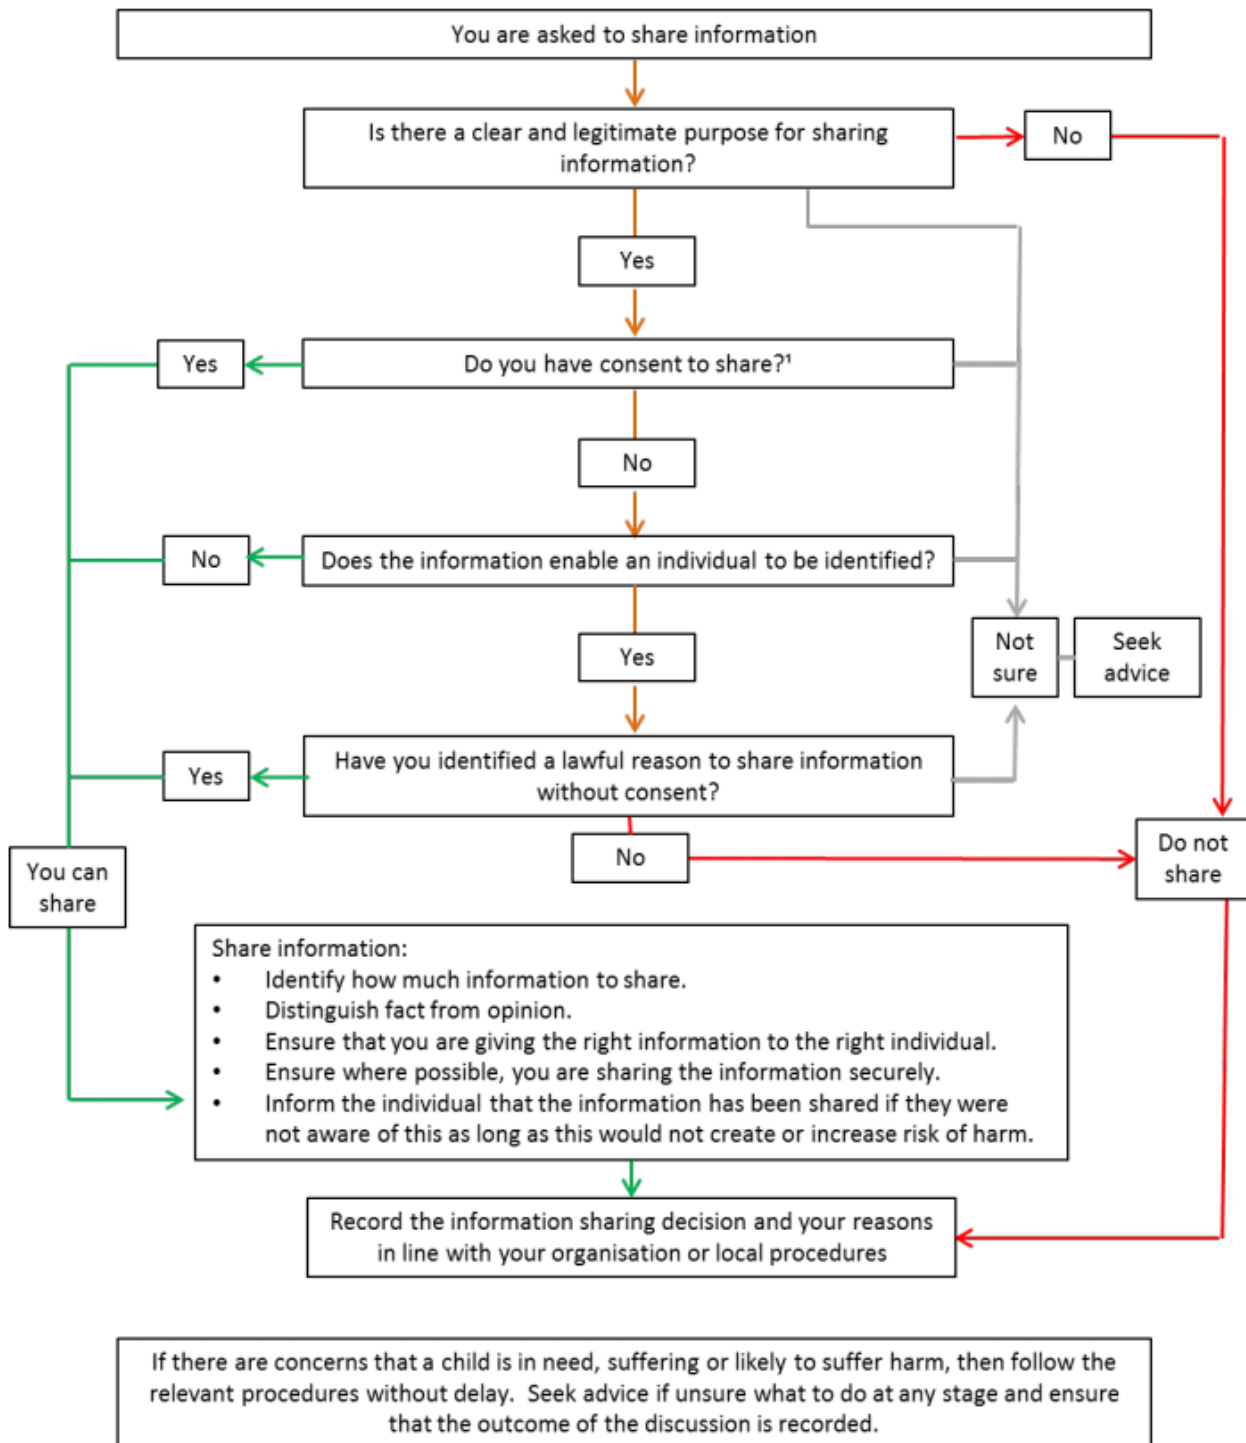 You are asked to share information
Is there a clear and legitimate purpose for sharing
information?
No
Yes
Yes
Do you have consent to share?¹
No
No
Does the information enable an individual to be identified?
Yes
Not
sure
Seek
advice
Yes
Have you identified a lawful reason to share information
without consent?
No
Do not
share
You can
share
Share information:
• Identify how much information to share.
• Distinguish fact from opinion.
• Ensure that you are giving the right information to the right individual.
• Ensure where possible, you are sharing the information securely.
• Inform the individual that the information has been shared if they were
not aware of this as long as this would not create or increase risk of harm.
Record the information sharing decision and your reasons
in line with your organisation or local procedures
If there are concerns that a child is in need, suffering or likely to suffer harm, then follow the
relevant procedures without delay.  Seek advice if unsure what to do at any stage and ensure
that the outcome of the discussion is recorded.